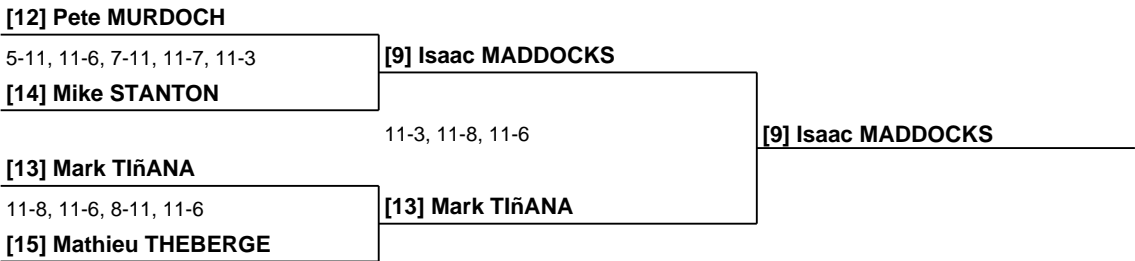 [12] Pete MURDOCH
5-11, 11-6, 7-11, 11-7, 11-3
[9] Isaac MADDOCKS
[14] Mike STANTON
11-3, 11-8, 11-6
[9] Isaac MADDOCKS
[13] Mark TIñANA
11-8, 11-6, 8-11, 11-6
[13] Mark TIñANA
[15] Mathieu THEBERGE